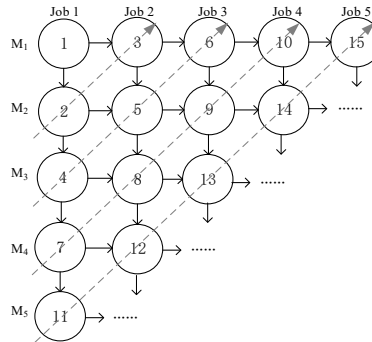 Job 1 Job 2 Job 3 Job 4 Job 5
M1 1 3 6 10 15
M2 2 5 9 14 ......
M3 4 8 13 ......
M4 7 12 ......
M5 11 ......